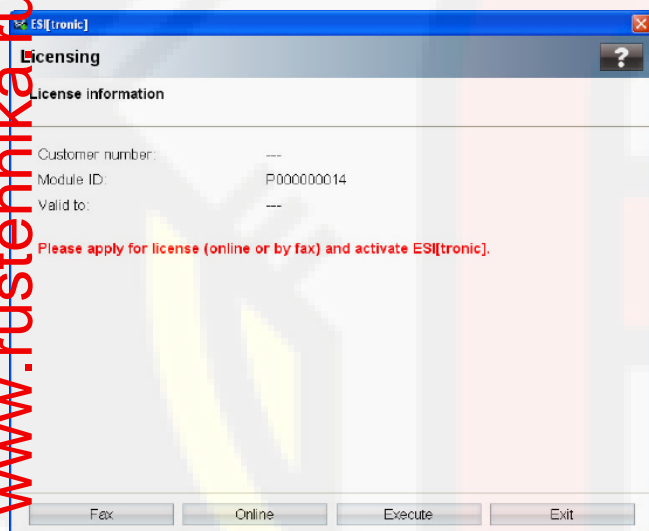 ESI[tronic]
Licensing
?
License information
Customer number: ---
Module ID: P000000014
Valid to: ---
Please apply for license (online or by fax) and activate ESI[tronic].
Fax Online Execute Exit
www.rustehnika.ru